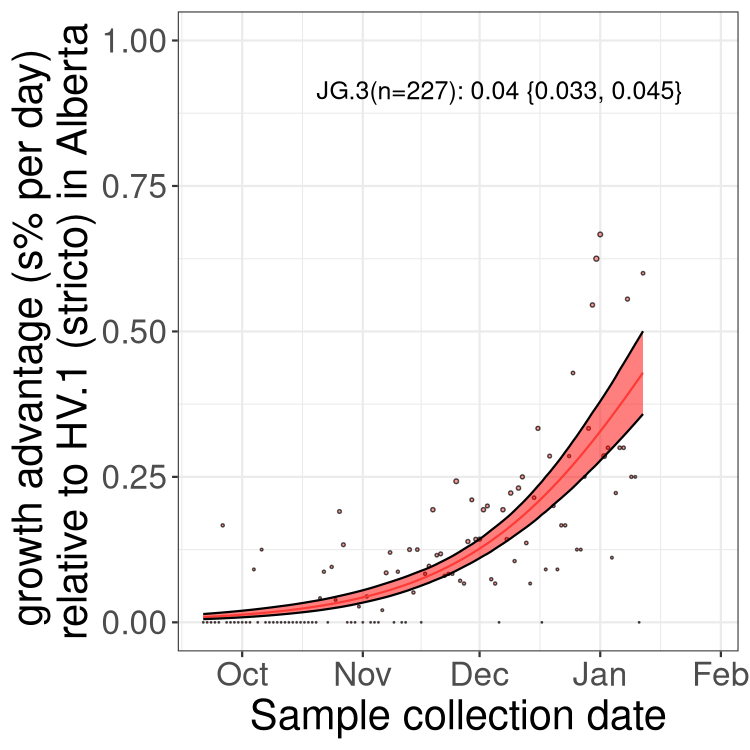 growth advantage (s% per day)
relative to HV.1 (stricto) in Alberta
1.00
0.75
0.50
0.25
0.00
JG.3(n=227): 0.04 {0.033, 0.045}
Oct
Nov
Dec
Jan
Feb
Sample collection date